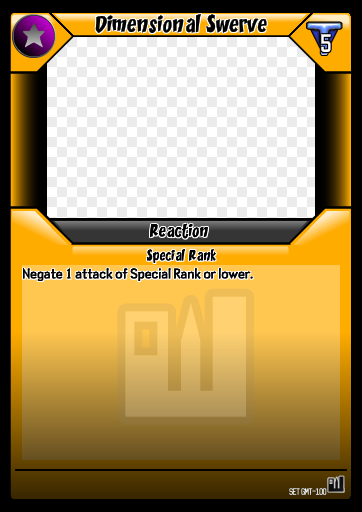 Dimensional Swerve
5
Reaction
Special Rank
Negate 1 attack of Special Rank or lower.
SET GMT-100